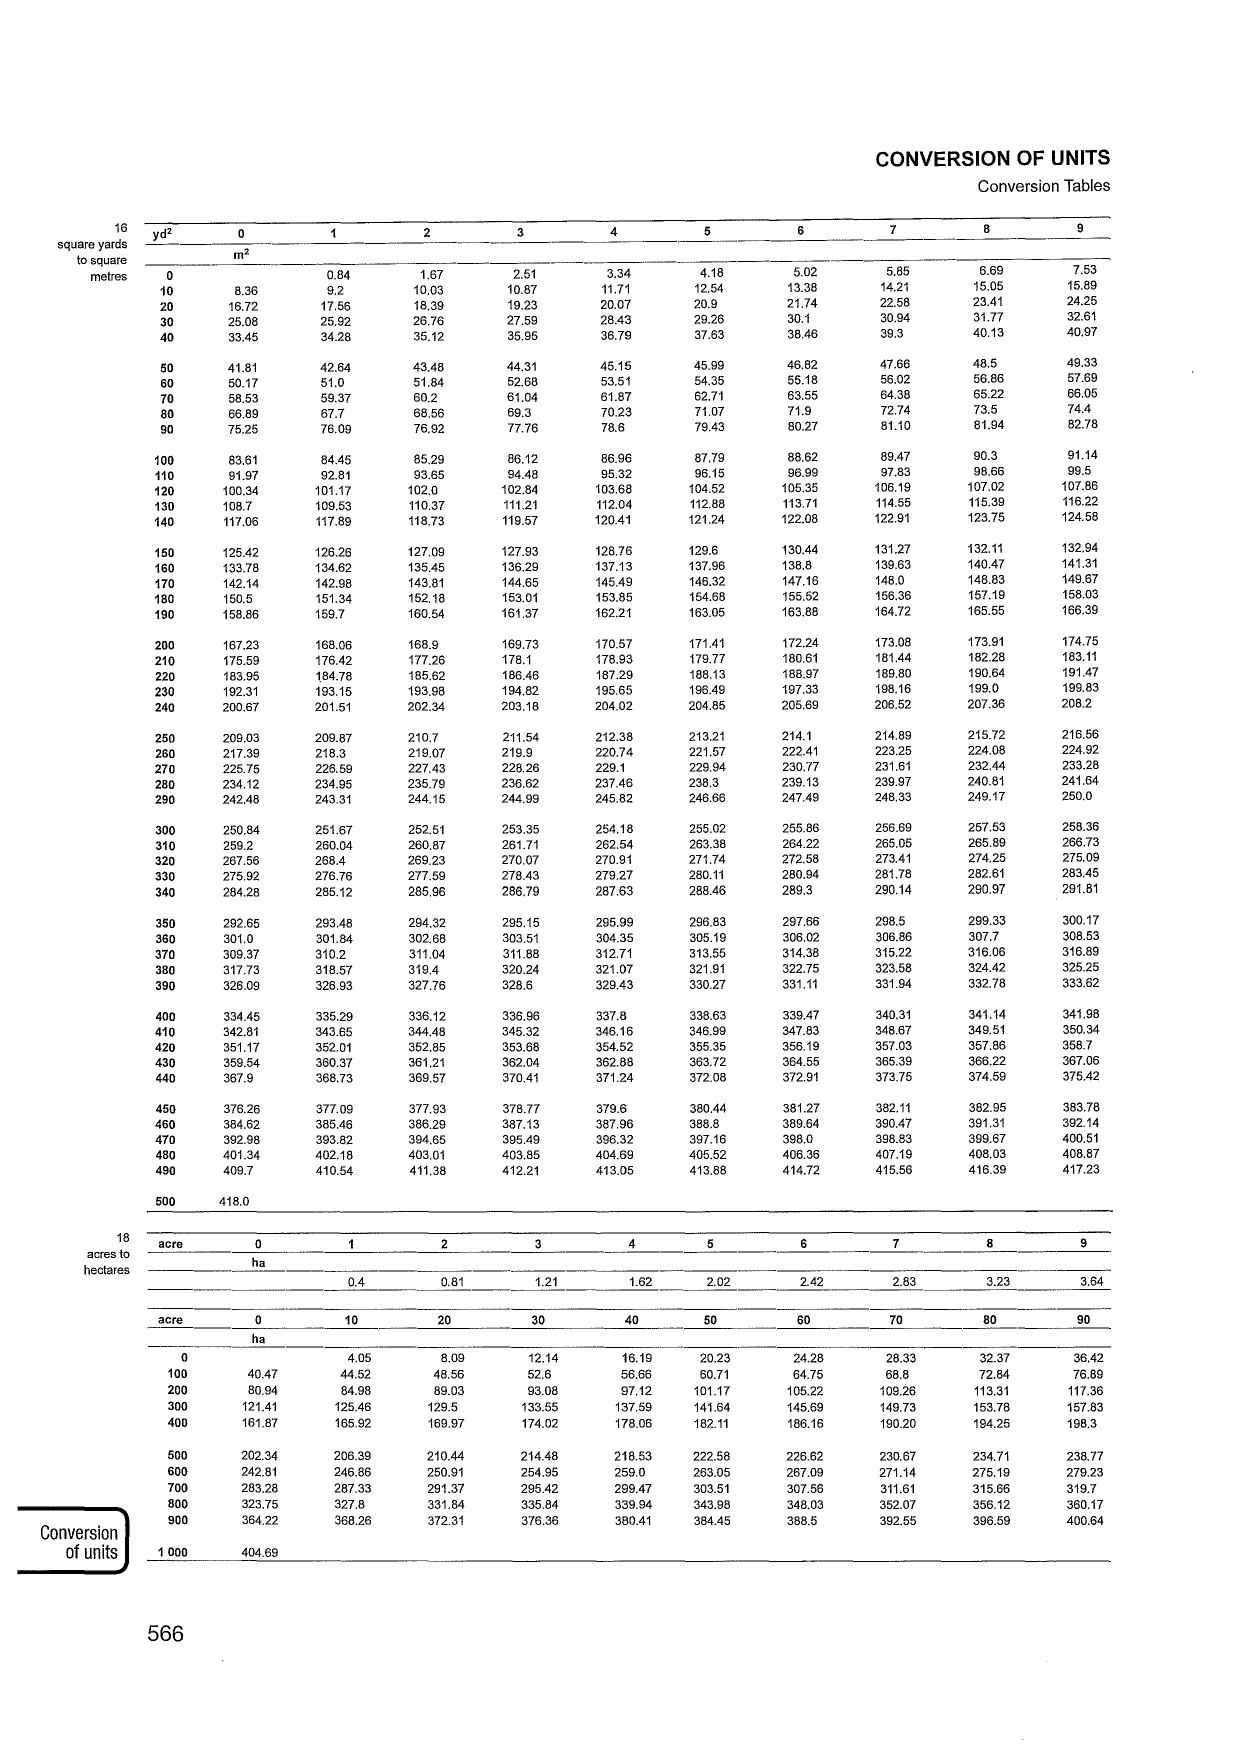 CONVERSION OF UNITS
Conversion Tables
16
square yards
to square
metres
yd² 0 1 2 3 4 5 6 7 8 9
m²
0 0.84 1.67 2.51 3.34 4.18 5.02 5.85 6.69 7.53
10 8.36 9.2 10.03 10.87 11.71 12.54 13.38 14.21 15.05 15.89
20 16.72 17.56 18.39 19.23 20.07 20.9 21.74 22.58 23.41 24.25
30 25.08 25.92 26.76 27.59 28.43 29.26 30.1 30.94 31.77 32.61
40 33.45 34.28 35.12 35.95 36.79 37.63 38.46 39.3 40.13 40.97
50 41.81 42.64 43.48 44.31 45.15 45.99 46.82 47.66 48.5 49.33
60 50.17 51.0 51.84 52.68 53.51 54.35 55.18 56.02 56.86 57.69
70 58.53 59.37 60.2 61.04 61.87 62.71 63.55 64.38 65.22 66.05
80 66.89 67.7 68.56 69.3 70.23 71.07 71.9 72.74 73.5 74.4
90 75.25 76.09 76.92 77.76 78.6 79.43 80.27 81.10 81.94 82.78
100 83.61 84.45 85.29 86.12 86.96 87.79 88.62 89.47 90.3 91.14
110 91.97 92.81 93.65 94.48 95.32 96.15 96.99 97.83 98.66 99.5
120 100.34 101.17 102.0 102.84 103.68 104.52 105.35 106.19 107.02 107.86
130 108.7 109.53 110.37 111.21 112.04 112.88 113.71 114.55 115.39 116.22
140 117.06 117.89 118.73 119.57 120.41 121.24 122.08 122.91 123.75 124.58
150 125.42 126.26 127.09 127.93 128.76 129.6 130.44 131.27 132.11 132.94
160 133.78 134.62 135.45 136.29 137.13 137.96 138.8 139.63 140.47 141.31
170 142.14 142.98 143.81 144.65 145.49 146.32 147.16 148.0 148.83 149.67
180 150.5 151.34 152.18 153.01 153.85 154.68 155.52 156.36 157.19 158.03
190 158.86 159.7 160.54 161.37 162.21 163.05 163.88 164.72 165.55 166.39
200 167.23 168.06 168.9 169.73 170.57 171.41 172.24 173.08 173.91 174.75
210 175.59 176.42 177.26 178.1 178.93 179.77 180.61 181.44 182.28 183.11
220 183.95 184.78 185.62 186.46 187.29 188.13 188.97 189.80 190.64 191.47
230 192.31 193.15 193.98 194.82 195.65 196.49 197.33 198.16 199.0 199.83
240 200.67 201.51 202.34 203.18 204.02 204.85 205.69 206.52 207.36 208.2
250 209.03 209.87 210.7 211.54 212.38 213.21 214.1 214.89 215.72 216.56
260 217.39 218.3 219.07 219.9 220.74 221.57 222.41 223.25 224.08 224.92
270 225.75 226.59 227.43 228.26 229.1 229.94 230.77 231.61 232.44 233.28
280 234.12 234.95 235.79 236.62 237.46 238.3 239.13 239.97 240.81 241.64
290 242.48 243.31 244.15 244.99 245.82 246.66 247.49 248.33 249.17 250.0
300 250.84 251.67 252.51 253.35 254.18 255.02 255.86 256.69 257.53 258.36
310 259.2 260.04 260.87 261.71 262.54 263.38 264.22 265.05 265.89 266.73
320 267.56 268.4 269.23 270.07 270.91 271.74 272.58 273.41 274.25 275.09
330 275.92 276.76 277.59 278.43 279.27 280.11 280.94 281.78 282.61 283.45
340 284.28 285.12 285.96 286.79 287.63 288.46 289.3 290.14 290.97 291.81
350 292.65 293.48 294.32 295.15 295.99 296.83 297.66 298.5 299.33 300.17
360 301.0 301.84 302.68 303.51 304.35 305.19 306.02 306.86 307.7 308.53
370 309.37 310.2 311.04 311.88 312.71 313.55 314.38 315.22 316.06 316.89
380 317.73 318.57 319.4 320.24 321.07 321.91 322.75 323.58 324.42 325.25
390 326.09 326.93 327.76 328.6 329.43 330.27 331.11 331.94 332.78 333.62
400 334.45 335.29 336.12 336.96 337.8 338.63 339.47 340.31 341.14 341.98
410 342.81 343.65 344.48 345.32 346.16 346.99 347.83 348.67 349.51 350.34
420 351.17 352.01 352.85 353.68 354.52 355.35 356.19 357.03 357.86 358.7
430 359.54 360.37 361.21 362.04 362.88 363.72 364.55 365.39 366.22 367.06
440 367.9 368.73 369.57 370.41 371.24 372.08 372.91 373.75 374.59 375.42
450 376.26 377.09 377.93 378.77 379.6 380.44 381.27 382.11 382.95 383.78
460 384.62 385.46 386.29 387.13 387.96 388.8 389.64 390.47 391.31 392.14
470 392.98 393.82 394.65 395.49 396.32 397.16 398.0 398.83 399.67 400.51
480 401.34 402.18 403.01 403.85 404.69 405.52 406.36 407.19 408.03 408.87
490 409.7 410.54 411.38 412.21 413.05 413.88 414.72 415.56 416.39 417.23
500 418.0
18
acres to
hectares
acre 0 1 2 3 4 5 6 7 8 9
ha
0.4 0.81 1.21 1.62 2.02 2.42 2.83 3.23 3.64
acre 0 10 20 30 40 50 60 70 80 90
ha
0 4.05 8.09 12.14 16.19 20.23 24.28 28.33 32.37 36.42
100 40.47 44.52 48.56 52.6 56.66 60.71 64.75 68.8 72.84 76.89
200 80.94 84.98 89.03 93.08 97.12 101.17 105.22 109.26 113.31 117.36
300 121.41 125.46 129.5 133.55 137.59 141.64 145.69 149.73 153.78 157.83
400 161.87 165.92 169.97 174.02 178.06 182.11 186.16 190.20 194.25 198.3
500 202.34 206.39 210.44 214.48 218.53 222.58 226.62 230.67 234.71 238.77
600 242.81 246.86 250.91 254.95 259.0 263.05 267.09 271.14 275.19 279.23
700 283.28 287.33 291.37 295.42 299.47 303.51 307.56 311.61 315.66 319.7
800 323.75 327.8 331.84 335.84 339.94 343.98 348.03 352.07 356.12 360.17
900 364.22 368.26 372.31 376.36 380.41 384.45 388.5 392.55 396.59 400.64
1 000 404.69
Conversion
of units
566